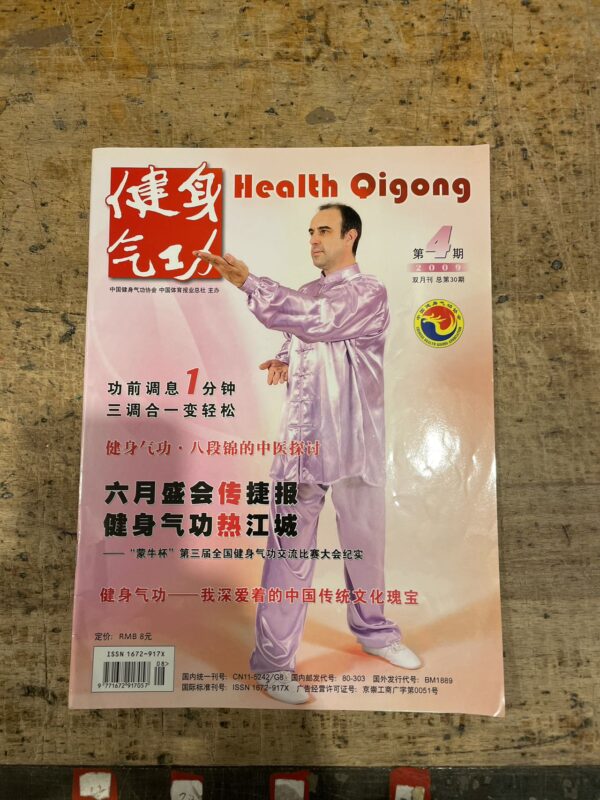 健身
气功
Health Qigong
中国健身气功协会 中国体育报业总社 主办
第4期
2009
双月刊 总第30期
功前调息1分钟
三调合一变轻松
健身气功·八段锦的中医探讨
六月盛会传捷报
健身气功热江城
——“蒙牛杯”第三届全国健身气功交流比赛大会纪实
健身气功——我深爱着的中国传统文化瑰宝
定价: RMB 8元
ISSN 1672-917X
08>
9 771672 917057
国内统一刊号: CN11-5242/G8 国内邮发代号: 80-303 国外发行代号: BM1889
国际标准刊号: ISSN 1672-917X 广告经营许可证号: 京崇工商广字第0051号